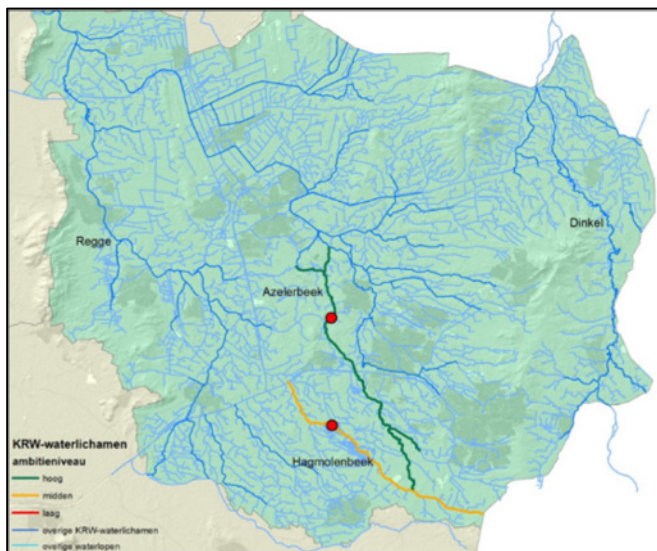 Regge
Dinkel
Azelerbeek
Hagmolenbeek
KRW-waterlichamen
ambitieniveau
hoog
midden
laag
overige KRW-waterlichamen
overige waterlopen